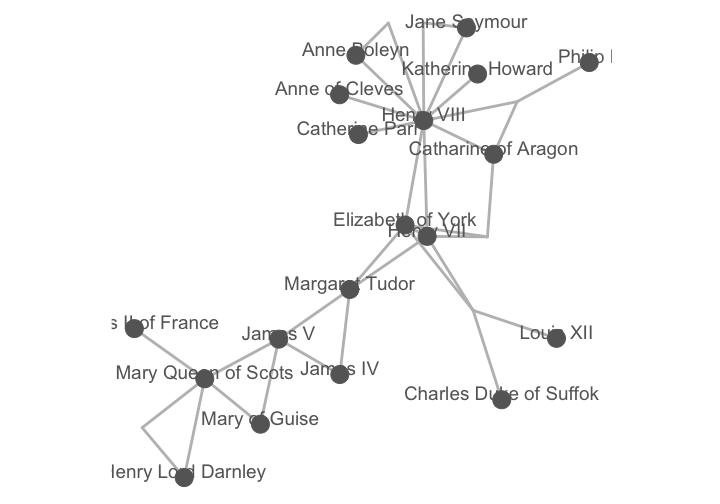 Jane Seymour
Anne Boleyn
Philip I
Katherine Howard
Anne of Cleves
Henry VIII
Catherine Parr
Catharine of Aragon
Elizabeth of York
Henry VII
Margaret Tudor
s II of France
James V
Louis XII
Mary Queen of Scots
James IV
Charles Duke of Suffok
Mary of Guise
Henry Lord Darnley